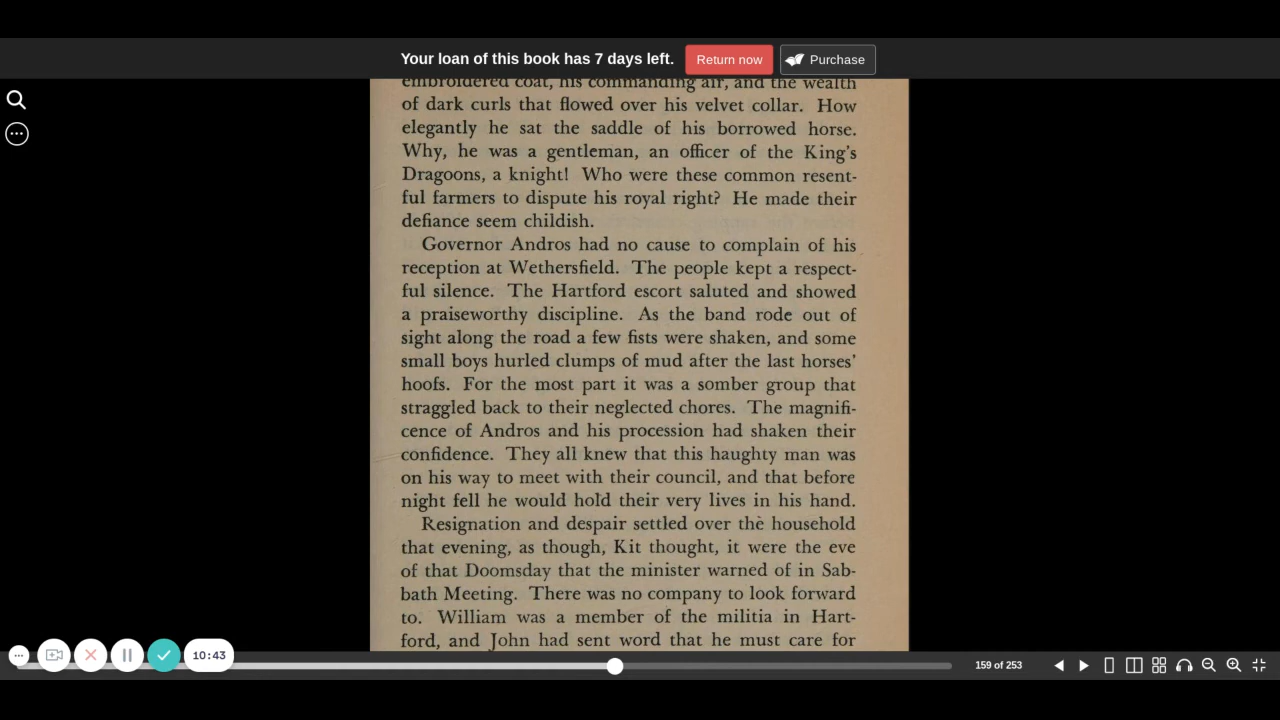 Your loan of this book has 7 days left. Return now Purchase
embroidered coat, his commanding air, and the wealth
of dark curls that flowed over his velvet collar. How
elegantly he sat the saddle of his borrowed horse.
Why, he was a gentleman, an officer of the King's
Dragoons, a knight! Who were these common resent-
ful farmers to dispute his royal right? He made their
defiance seem childish.
Governor Andros had no cause to complain of his
reception at Wethersfield. The people kept a respect-
ful silence. The Hartford escort saluted and showed
a praiseworthy discipline. As the band rode out of
sight along the road a few fists were shaken, and some
small boys hurled clumps of mud after the last horses'
hoofs. For the most part it was a somber group that
straggled back to their neglected chores. The magnifi-
cence of Andros and his procession had shaken their
confidence. They all knew that this haughty man was
on his way to meet with their council, and that before
night fell he would hold their very lives in his hand.
Resignation and despair settled over the household
that evening, as though, Kit thought, it were the eve
of that Doomsday that the minister warned of in Sab-
bath Meeting. There was no company to look forward
to. William was a member of the militia in Hart-
ford, and John had sent word that he must care for
10:43
159 of 253